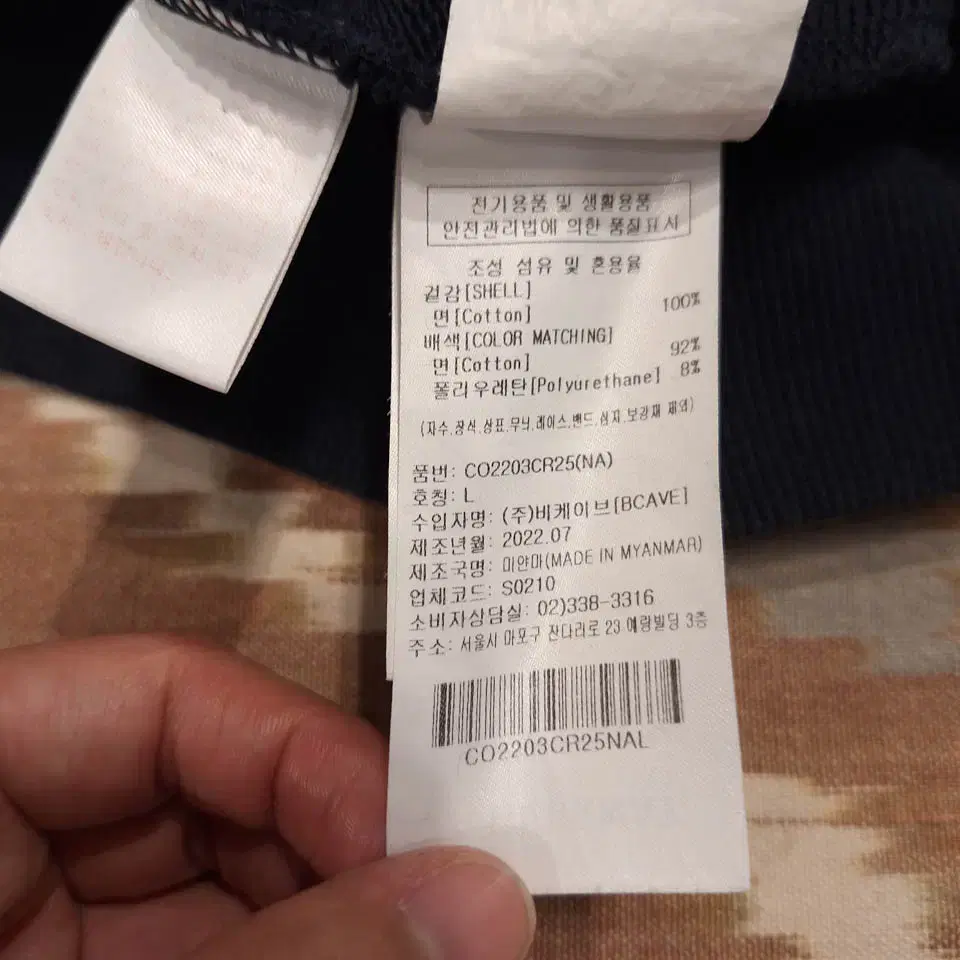 전기용품 및 생활용품
안전관리법에 의한 품질표시
조성 섬유 및 혼용율
겉감[SHELL]
면[Cotton] 100%
배색[COLOR MATCHING]
면[Cotton] 92%
폴리우레탄[Polyurethane] 8%
(자수.장식.상표.무늬.레이스.밴드.심지.보강재 제외)
품번: CO2203CR25(NA)
호칭: L
수입자명: (주)비케이브[BCAVE]
제조년월: 2022.07
제조국명: 미얀마(MADE IN MYANMAR)
업체코드: S0210
소비자상담실: 02)338-3316
주소: 서울시 마포구 잔다리로 23 예랑빌딩 3층
CO2203CR25NAL